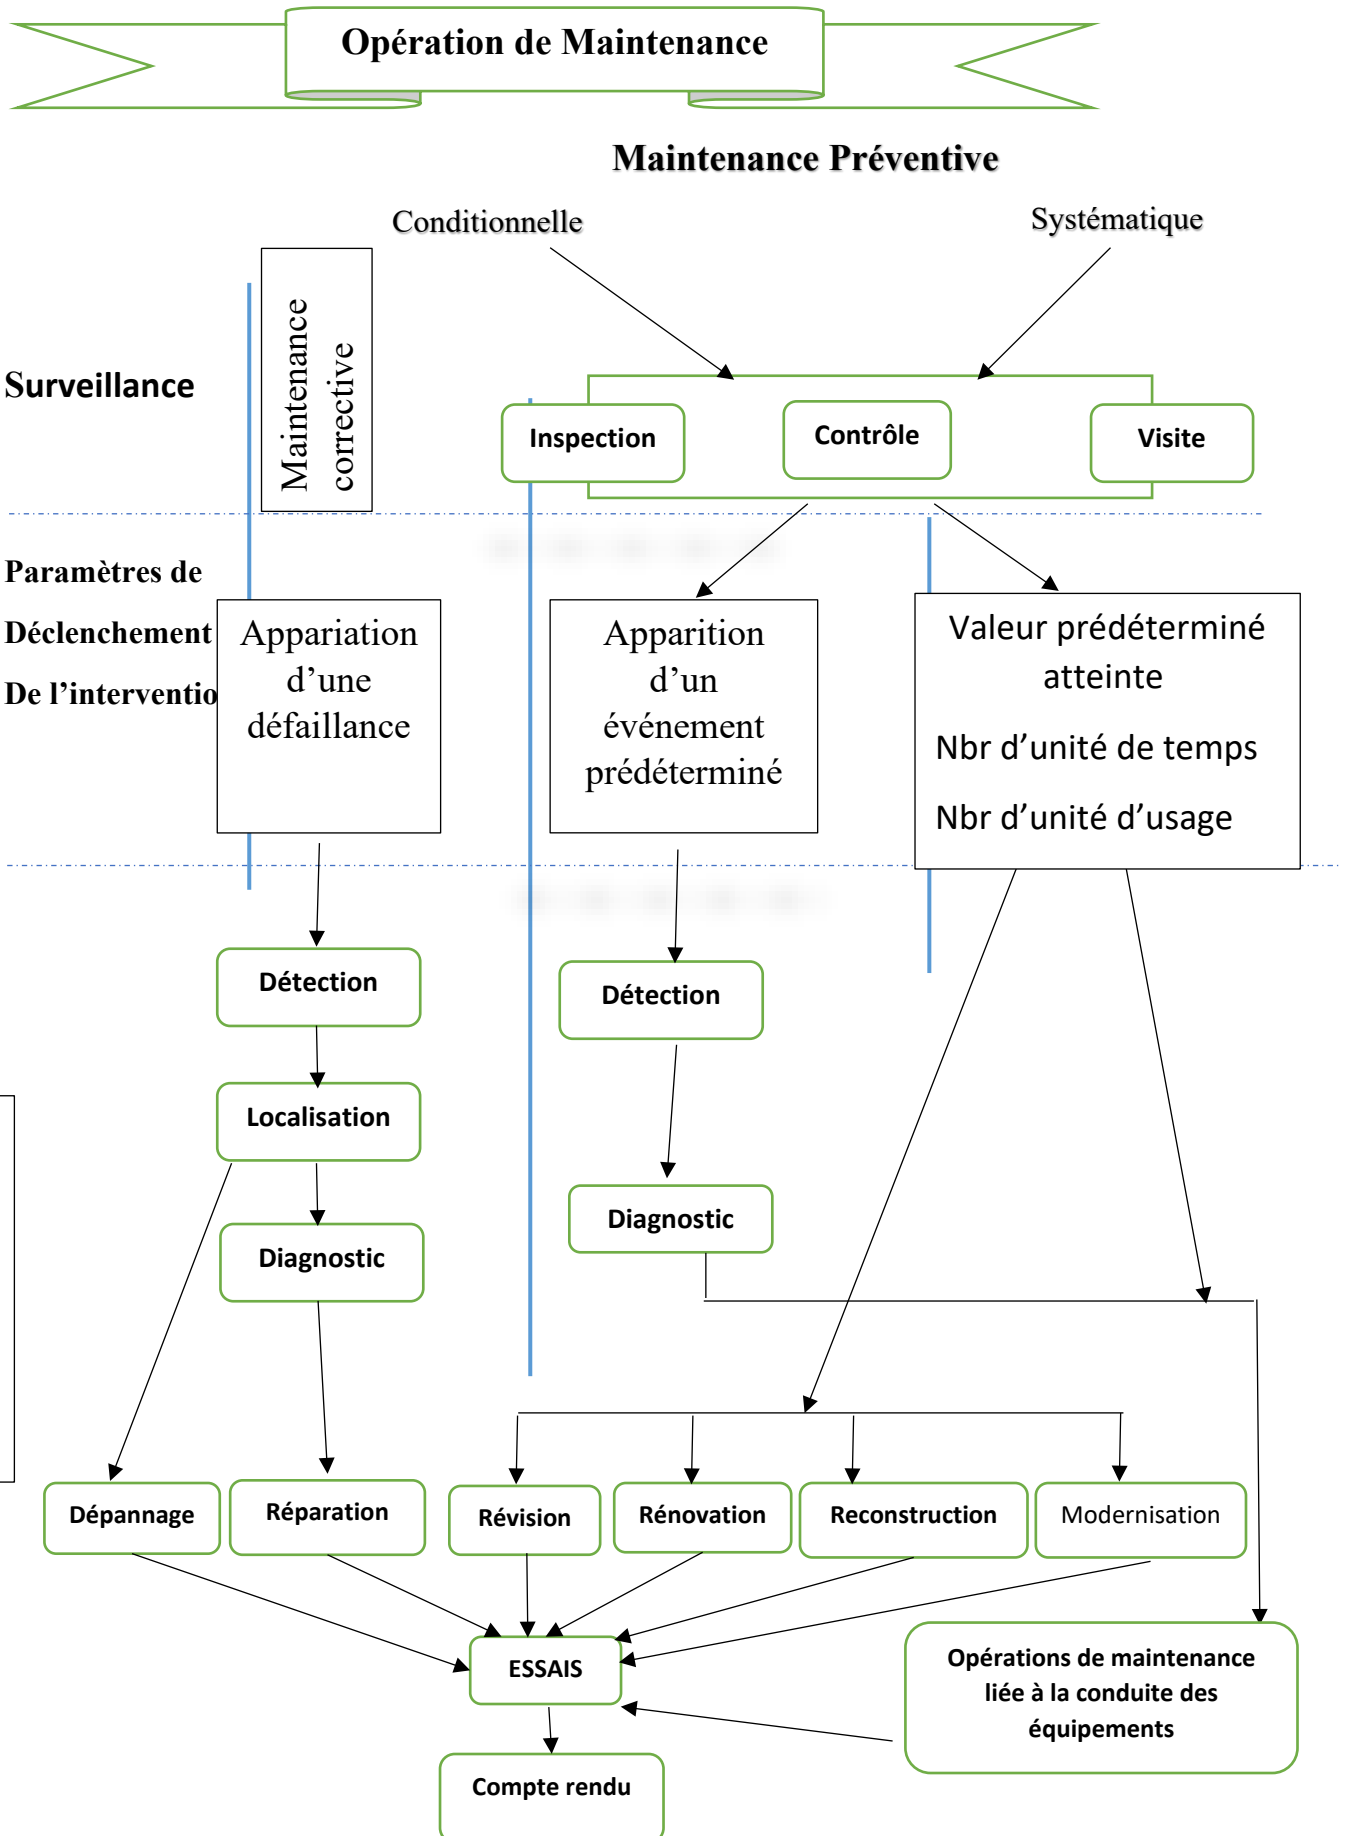 Opération de Maintenance
Maintenance Préventive
Conditionnelle
Systématique
Maintenance
corrective
Surveillance
Inspection
Contrôle
Visite
Paramètres de
Déclenchement
De l'interventio
Appariation
d'une
défaillance
Apparition
d'un
événement
prédéterminé
Valeur prédéterminé
atteinte
Nbr d'unité de temps
Nbr d'unité d'usage
Détection
Détection
Localisation
Diagnostic
Diagnostic
Dépannage
Réparation
Révision
Rénovation
Reconstruction
Modernisation
ESSAIS
Opérations de maintenance
liée à la conduite des
équipements
Compte rendu